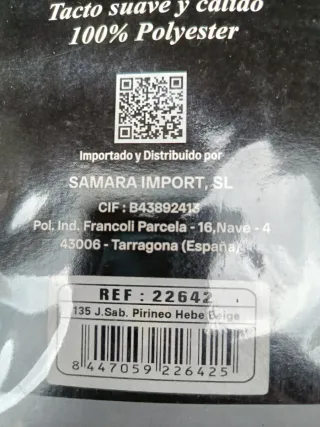 Tacto suave y cálido
100% Polyester
Importado y Distribuido por
SAMARA IMPORT, SL
CIF : B43892413
Pol. Ind. Francoli Parcela - 16,Nave - 4
43006 - Tarragona (España)
REF : 22642
135 J.Sab. Pirineo Hebe Beige
8 447059 226425